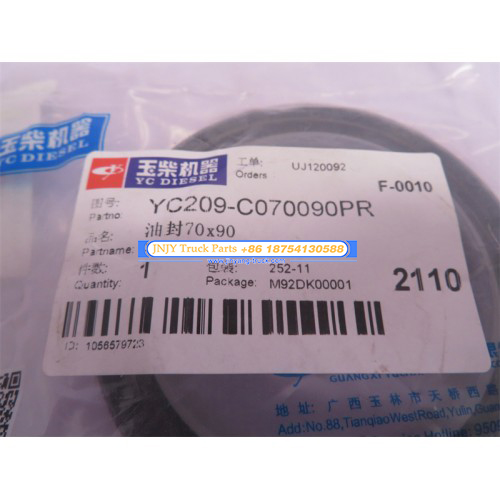 玉柴机器
YC DIESEL
玉柴机器
YC DIESEL
工单:
Orders
UJ120092
F-0010
图号:
Partno:
YC209-C070090PR
品名:
Partname:
油封70x90
JNJY Truck Parts +86 18754130588
件数:
Quantity:
1
包装:
Package:
252-11
M92DK00001
2110
ID: 1056579723
GUANGXI
地址: 广西玉林市天桥西
Add:No.88,TianqiaoWestRoad,Yulin,Gua
Hotline: 950